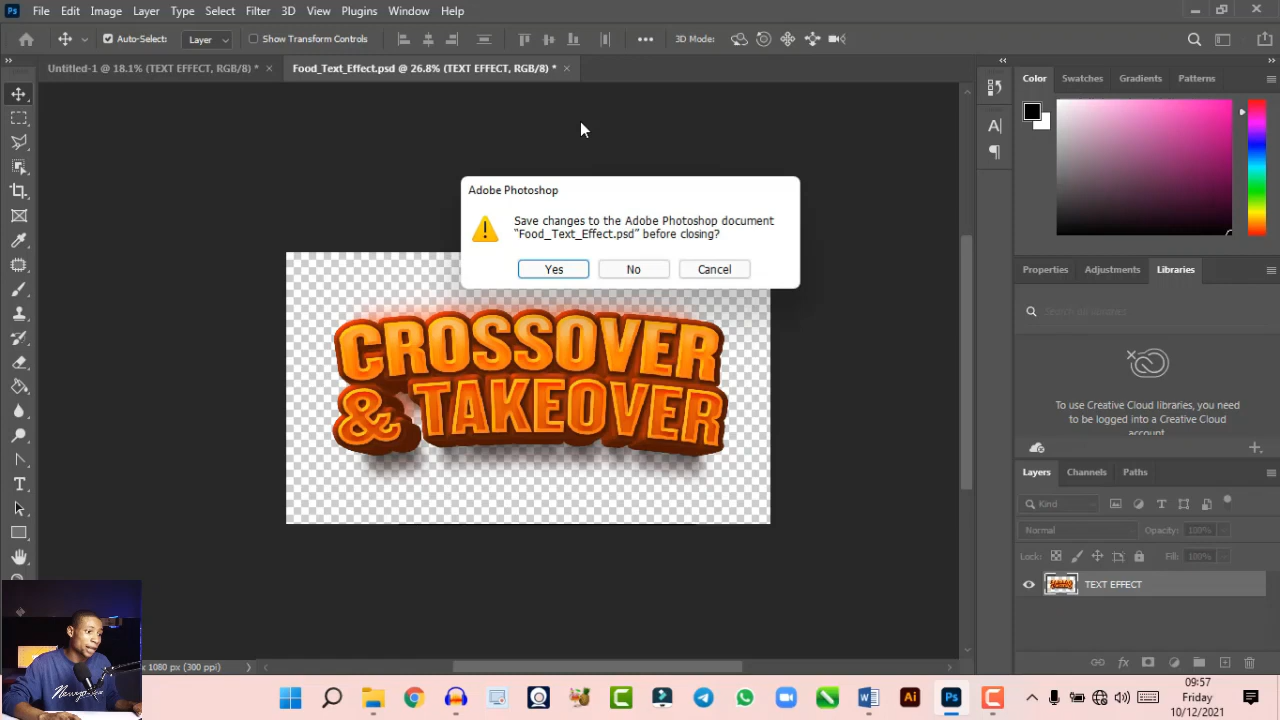 Ps File Edit Image Layer Type Select Filter 3D View Plugins Window Help
Auto-Select: Layer Show Transform Controls 3D Mode:
Untitled-1 @ 18.1% (TEXT EFFECT, RGB/8) * ×
Food_Text_Effect.psd @ 26.8% (TEXT EFFECT, RGB/8) * ×
Color Swatches Gradients Patterns
Adobe Photoshop
Save changes to the Adobe Photoshop document
“Food_Text_Effect.psd” before closing?
Yes No Cancel
CROSSOVER
& TAKEOVER
Properties Adjustments Libraries
To use Creative Cloud libraries, you need
to be logged into a Creative Cloud
account.
Layers Channels Paths
Kind
Normal Opacity: 100%
Lock: Fill: 100%
TEXT EFFECT
1080 px (300 ppi)
Ai Ps
09:57
Friday
10/12/2021